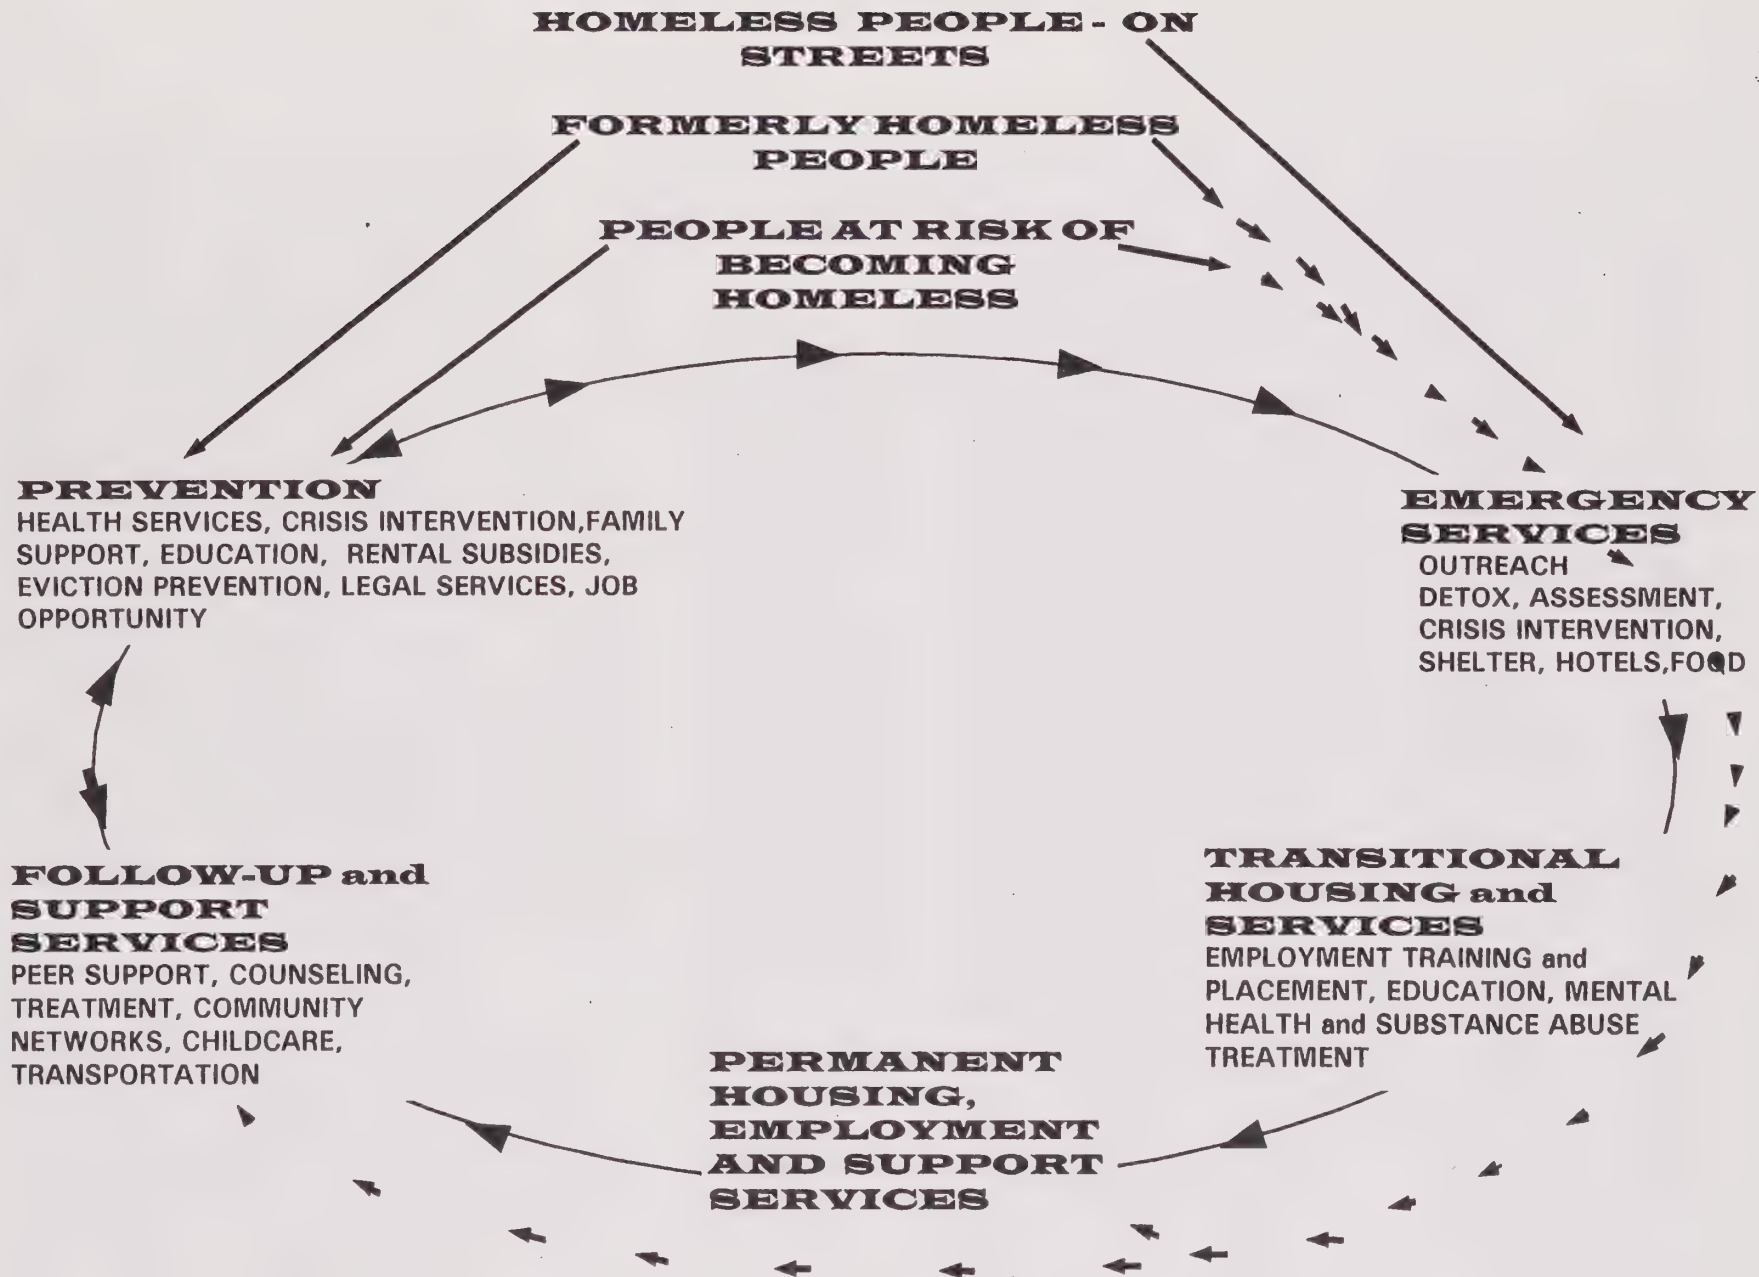 HOMELESS PEOPLE - ON
STREETS
FORMERLY HOMELESS
PEOPLE
PEOPLE AT RISK OF
BECOMING
HOMELESS
PREVENTION
HEALTH SERVICES, CRISIS INTERVENTION,FAMILY
SUPPORT, EDUCATION, RENTAL SUBSIDIES,
EVICTION PREVENTION, LEGAL SERVICES, JOB
OPPORTUNITY
EMERGENCY
SERVICES
OUTREACH
DETOX, ASSESSMENT,
CRISIS INTERVENTION,
SHELTER, HOTELS,FOOD
FOLLOW-UP and
SUPPORT
SERVICES
PEER SUPPORT, COUNSELING,
TREATMENT, COMMUNITY
NETWORKS, CHILDCARE,
TRANSPORTATION
TRANSITIONAL
HOUSING and
SERVICES
EMPLOYMENT TRAINING and
PLACEMENT, EDUCATION, MENTAL
HEALTH and SUBSTANCE ABUSE
TREATMENT
PERMANENT
HOUSING,
EMPLOYMENT
AND SUPPORT
SERVICES